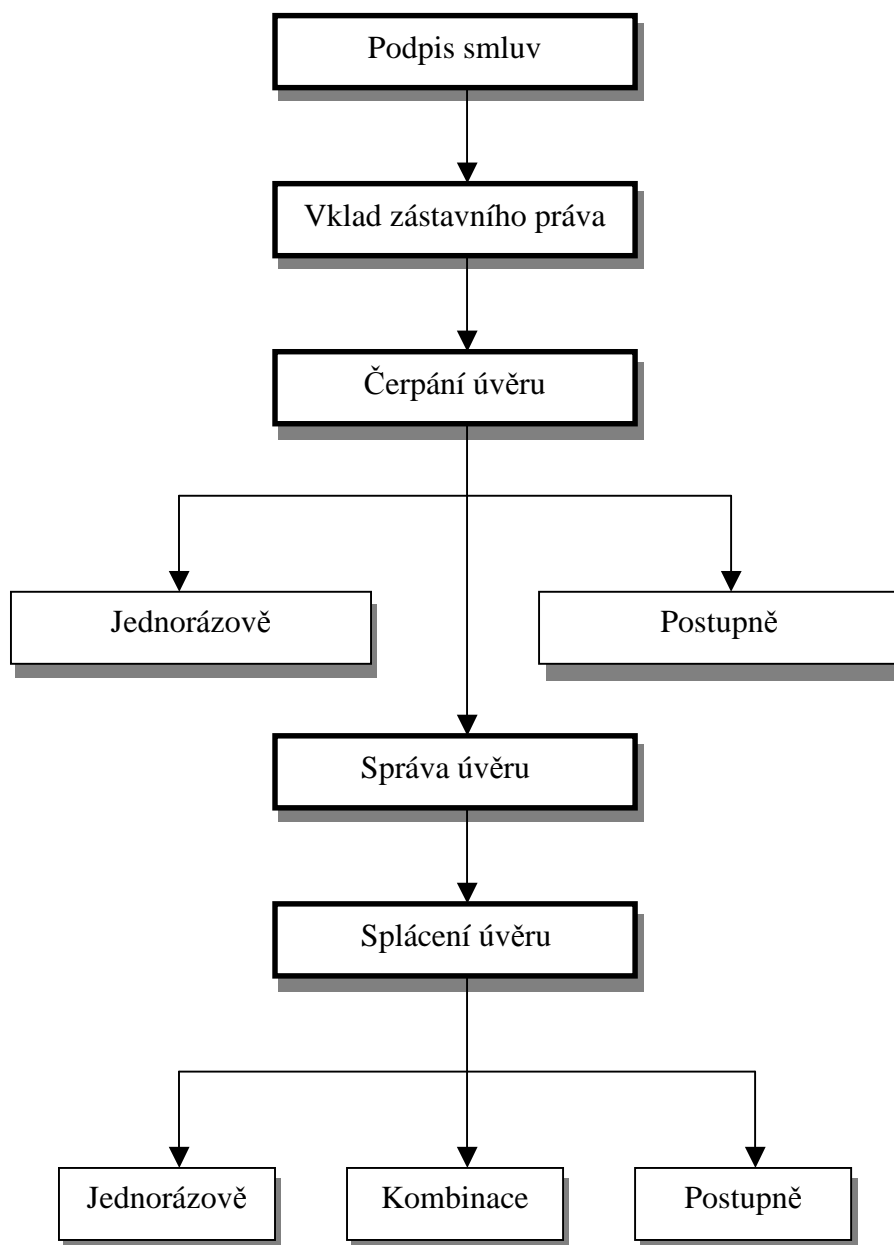 Podpis smluv
Vklad zástavního práva
Čerpání úvěru
Jednorázově
Postupně
Správa úvěru
Splácení úvěru
Jednorázově
Kombinace
Postupně